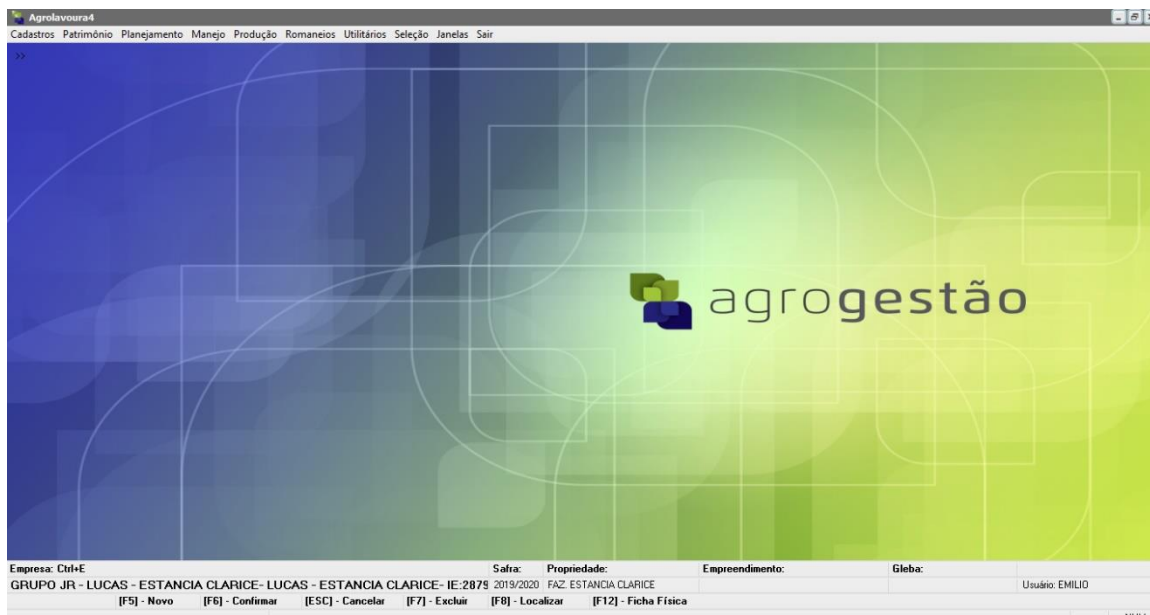 Agrolavoura4
Cadastros Patrimônio Planejamento Manejo Produção Romaneios Utilitários Seleção Janelas Sair
>>
agrogestão
Empresa: Ctrl+E Safra: Propriedade: Empreendimento: Gleba:
GRUPO JR - LUCAS - ESTANCIA CLARICE- LUCAS - ESTANCIA CLARICE- IE:2879 2019/2020 FAZ. ESTANCIA CLARICE Usuário: EMILIO
[F5] - Novo [F6] - Confirmar [ESC] - Cancelar [F7] - Excluir [F8] - Localizar [F12] - Ficha Física